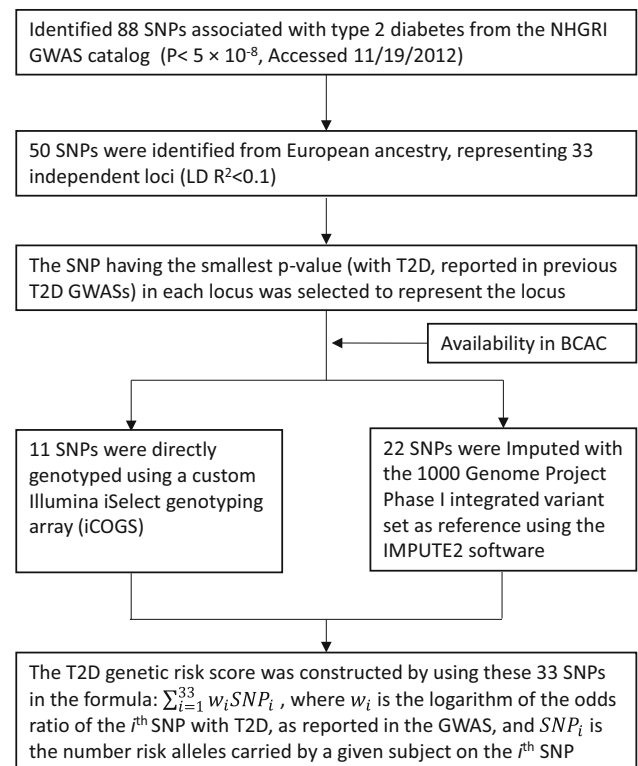 Identified 88 SNPs associated with type 2 diabetes from the NHGRI
GWAS catalog (P< 5 × 10⁻⁸, Accessed 11/19/2012)
50 SNPs were identified from European ancestry, representing 33
independent loci (LD R²<0.1)
The SNP having the smallest p-value (with T2D, reported in previous
T2D GWASs) in each locus was selected to represent the locus
Availability in BCAC
11 SNPs were directly
genotyped using a custom
Illumina iSelect genotyping
array (iCOGS)
22 SNPs were Imputed with
the 1000 Genome Project
Phase I integrated variant
set as reference using the
IMPUTE2 software
The T2D genetic risk score was constructed by using these 33 SNPs
in the formula: ∑³³ᵢ₌₁ wᵢSNPᵢ , where wᵢ is the logarithm of the odds
ratio of the iᵗʰ SNP with T2D, as reported in the GWAS, and SNPᵢ is
the number risk alleles carried by a given subject on the iᵗʰ SNP